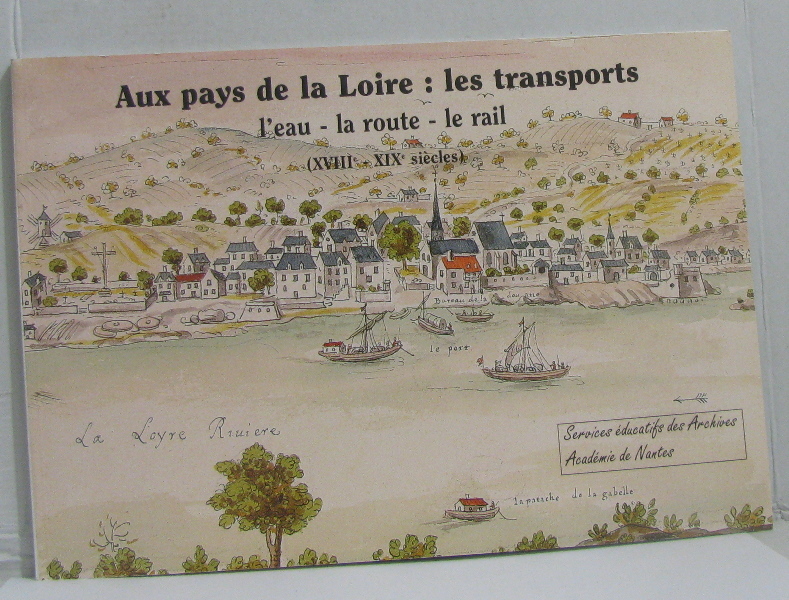 Aux pays de la Loire : les transports
l'eau - la route - le rail
(XVIIIe - XIXe siècles)
Bureau de la douane
le port
La Loyre Riuiere
Services éducatifs des Archives
Académie de Nantes
la patache de la gabelle